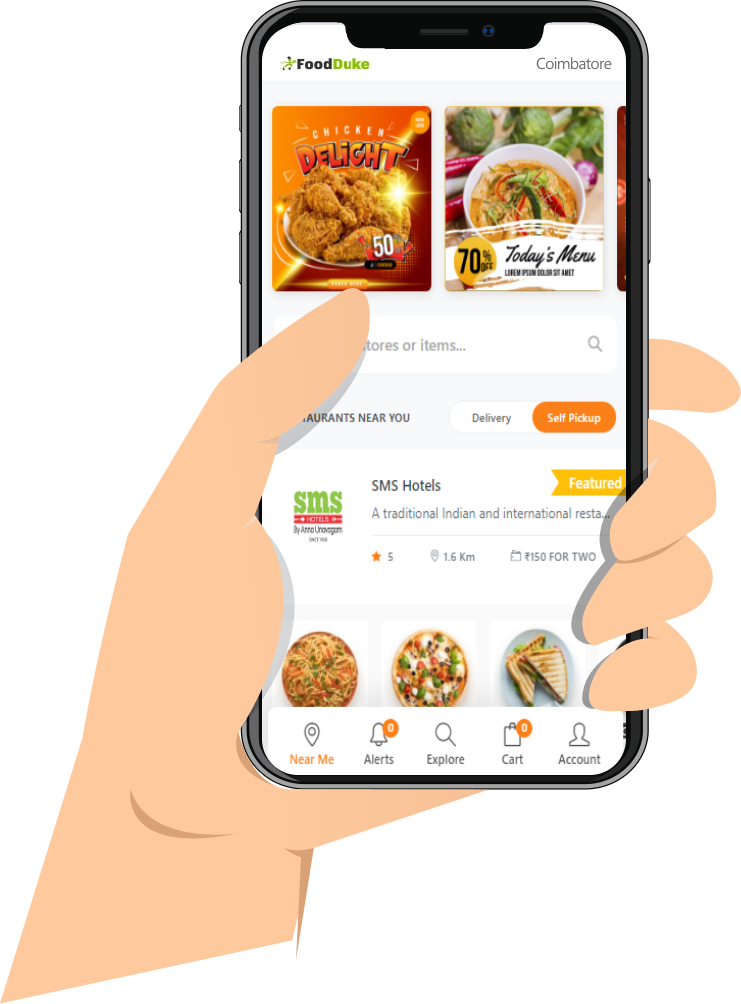 FoodDuke
Coimbatore
CHICKEN
DELIGHT
50
70% OFF
Today's Menu
LOREM IPSUM DOLOR SIT AMET
tores or items...
TAURANTS NEAR YOU
Delivery
Self Pickup
SMS Hotels
Featured
A traditional Indian and international resta...
sms
HOTELS
By Anna Unavagam
SINCE 1920
5
1.6 Km
₹150 FOR TWO
0
0
Near Me
Alerts
Explore
Cart
Account